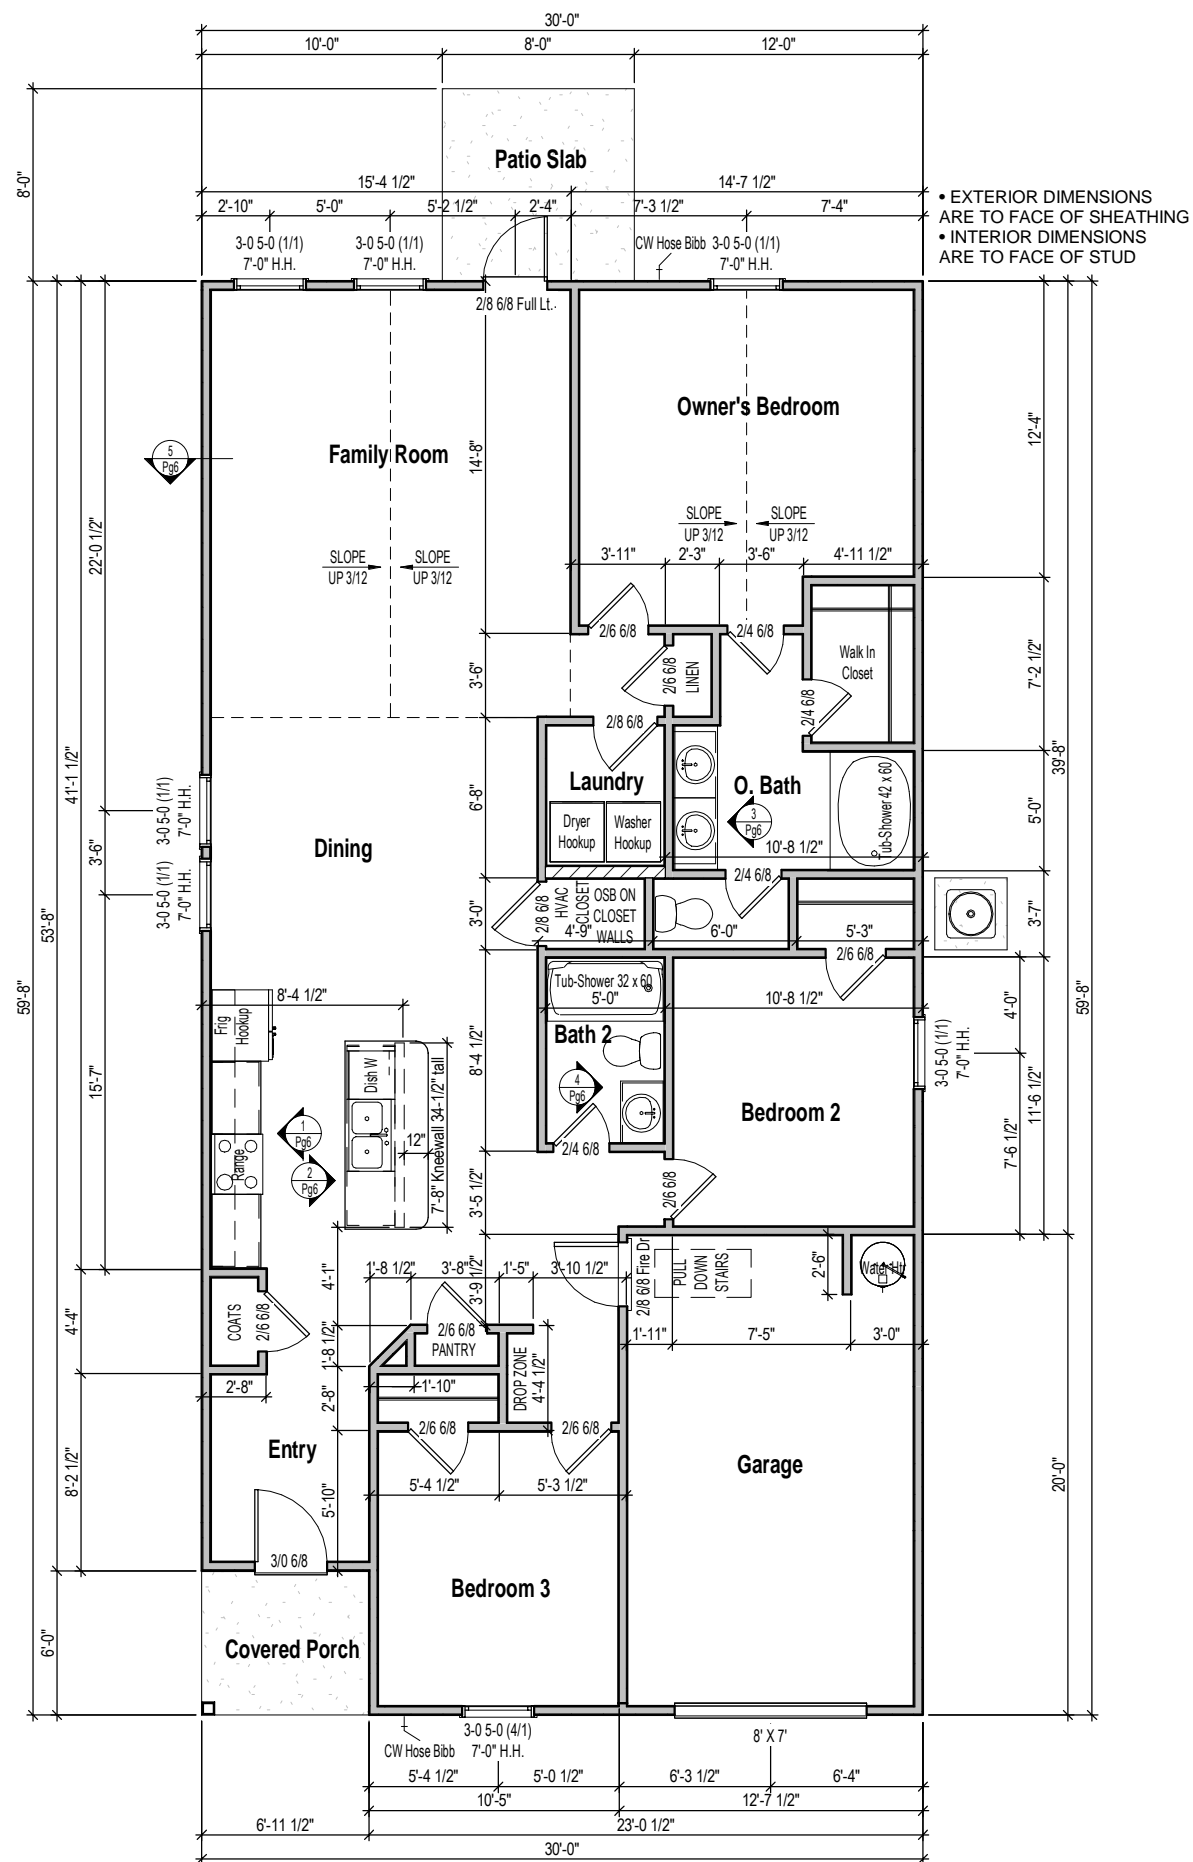 30'-0"
10'-0"
8'-0"
12'-0"
Patio Slab
8'-0"
15'-4 1/2"
14'-7 1/2"
2'-10"
5'-0"
5'-2 1/2"
2'-4"
7'-3 1/2"
7'-4"
• EXTERIOR DIMENSIONS
ARE TO FACE OF SHEATHING
• INTERIOR DIMENSIONS
ARE TO FACE OF STUD
3-0 5-0 (1/1)
7'-0" H.H.
3-0 5-0 (1/1)
7'-0" H.H.
CW Hose Bibb
3-0 5-0 (1/1)
7'-0" H.H.
2/8 6/8 Full Lt.
Owner's Bedroom
12'-4"
Family Room
14'-8"
5
Pg6
22'-0 1/2"
SLOPE
UP 3/12
SLOPE
UP 3/12
SLOPE
UP 3/12
SLOPE
UP 3/12
3'-11"
2'-3"
3'-6"
4'-11 1/2"
2/6 6/8
2/4 6/8
3'-6"
2/6 6/8
LINEN
Walk In
Closet
2/4 6/8
7'-2 1/2"
2/8 6/8
41'-1 1/2"
39'-8"
Laundry
6'-8"
O. Bath
Tub-Shower 42 x 60
5'-0"
3-0 5-0 (1/1)
7'-0" H.H.
Dryer
Hookup
Washer
Hookup
3
Pg6
3'-6"
Dining
10'-8 1/2"
3-0 5-0 (1/1)
7'-0" H.H.
2/4 6/8
3'-0"
2/8 6/8
HVAC
CLOSET
OSB ON
CLOSET
WALLS
3'-7"
53'-8"
4'-9"
6'-0"
5'-3"
2/6 6/8
59'-8"
59'-8"
8'-4 1/2"
Frig
Hookup
Tub-Shower 32 x 60
5'-0"
10'-8 1/2"
4'-0"
Bath 2
8'-4 1/2"
3-0 5-0 (1/1)
7'-0" H.H.
15'-7"
Dish W
7'-8" Kneewall 34-1/2" tall
4
Pg6
Bedroom 2
11'-6 1/2"
1
Pg6
12"
2/4 6/8
7'-6 1/2"
Range
2
Pg6
3'-5 1/2"
2/6 6/8
4'-1"
1'-8 1/2"
3'-8"
3'-9 1/2"
1'-5"
3'-10 1/2"
2/8 6/8 Fire Dr
PULL
DOWN
STAIRS
2'-6"
Water Htr
COATS
2/6 6/8
4'-4"
1'-8 1/2"
2/6 6/8
PANTRY
DROP ZONE
4'-4 1/2"
1'-11"
7'-5"
3'-0"
2'-8"
2'-8"
1'-10"
2/6 6/8
2/6 6/8
Entry
Garage
8'-2 1/2"
5'-4 1/2"
5'-3 1/2"
20'-0"
5'-10"
3/0 6/8
Bedroom 3
6'-0"
Covered Porch
CW Hose Bibb
3-0 5-0 (4/1)
7'-0" H.H.
8' X 7'
5'-4 1/2"
5'-0 1/2"
6'-3 1/2"
6'-4"
10'-5"
12'-7 1/2"
6'-11 1/2"
23'-0 1/2"
30'-0"